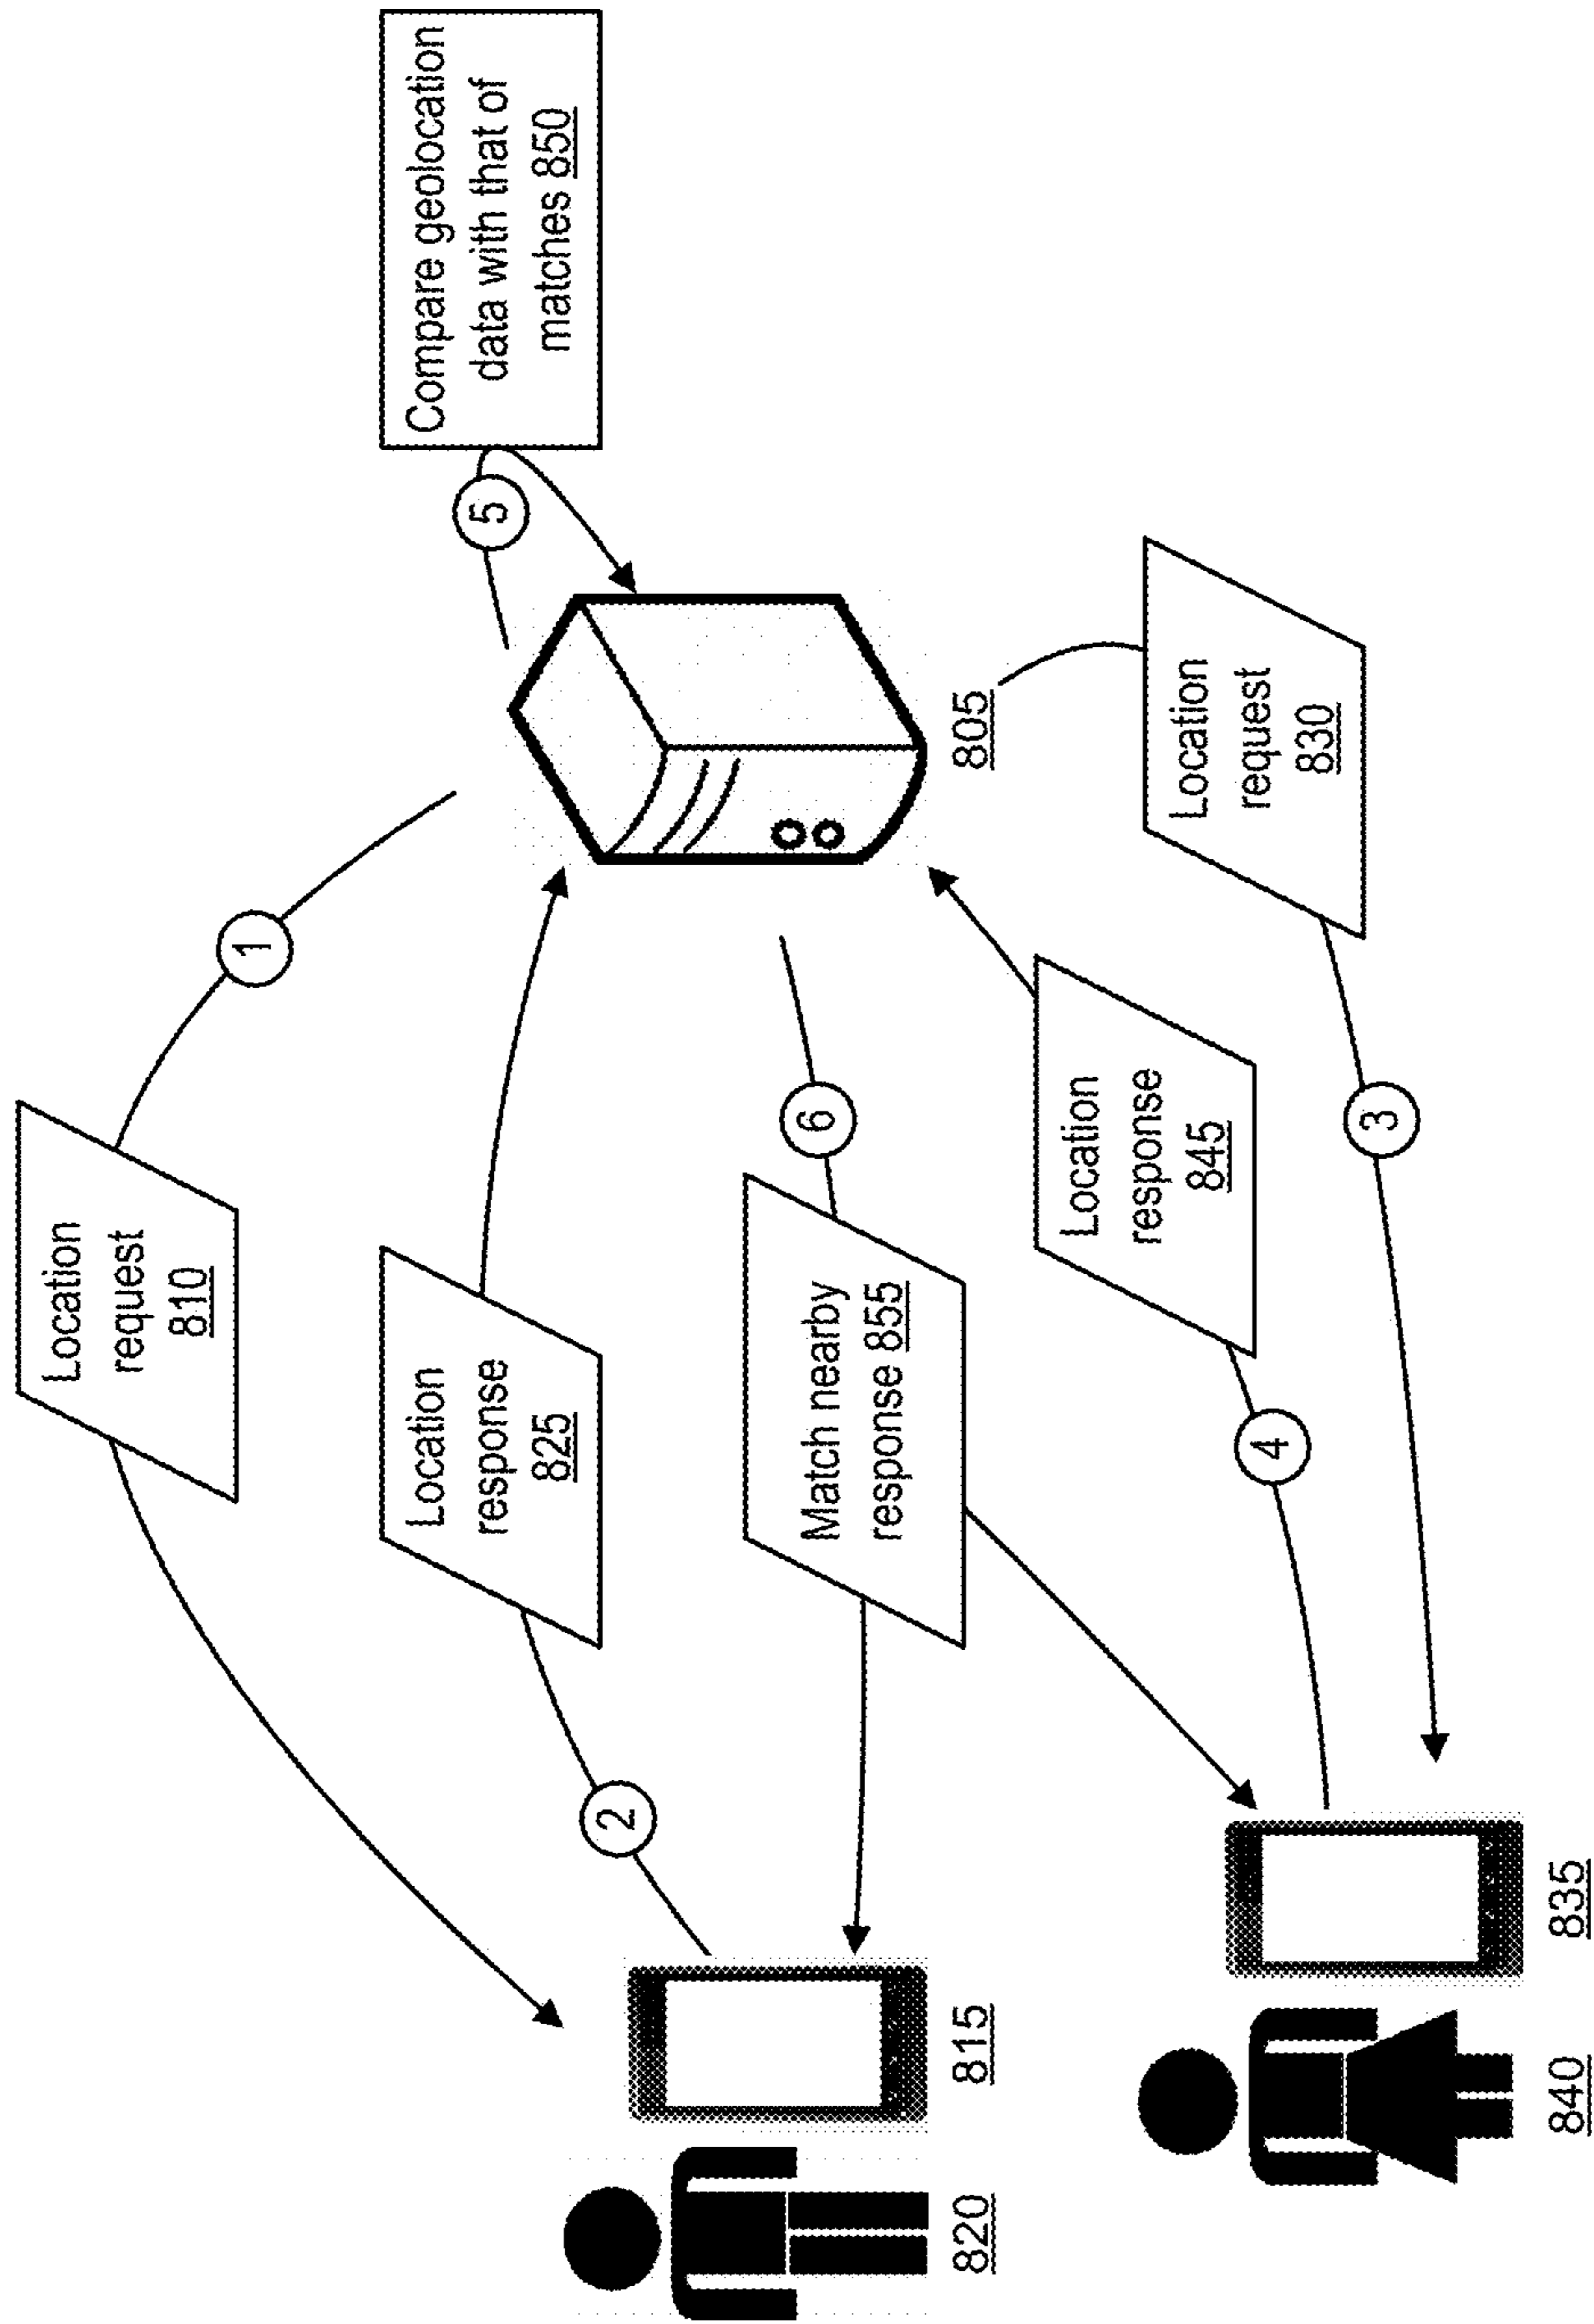 Location
request
810
1
Compare geolocation
data with that of
matches 850
5
Location
response
825
2
Match nearby
response 855
6
805
820
815
Location
response
845
4
Location
request
830
3
840
835